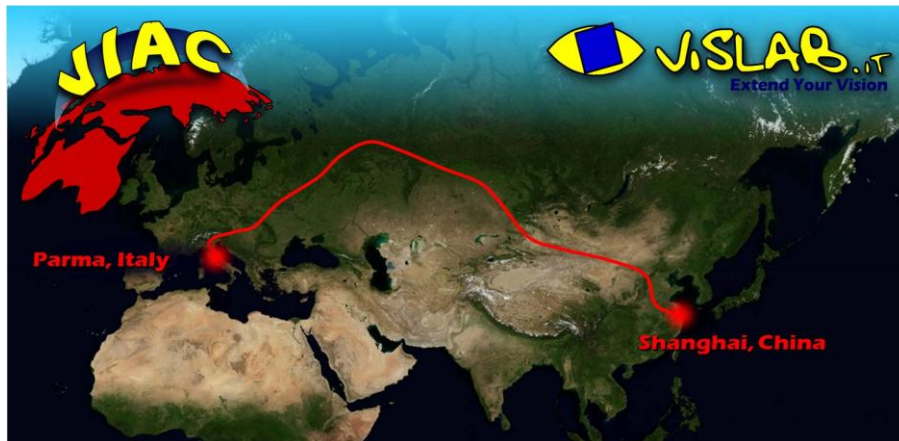 VIAC
VISLAB.IT
Extend Your Vision
Parma, Italy
Shanghai, China